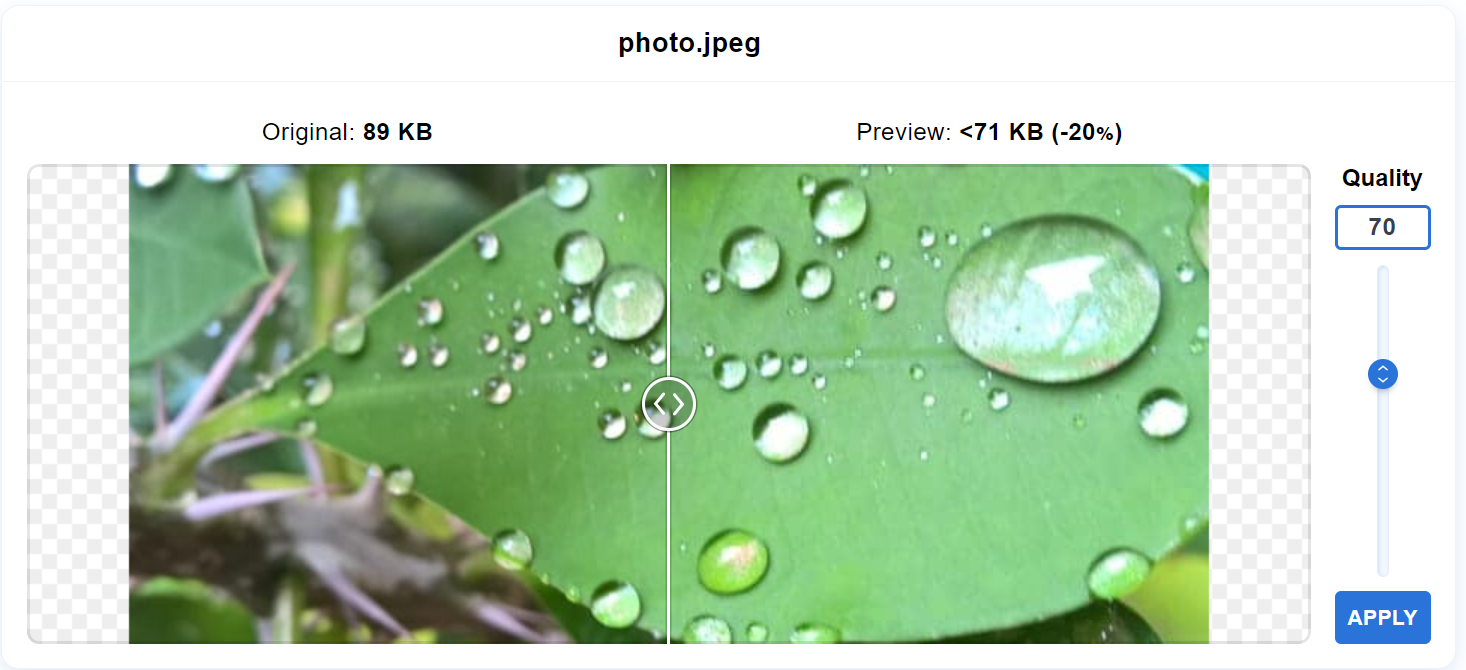 photo.jpeg
Original: 89 KB
Preview: <71 KB (-20%)
Quality
70
APPLY